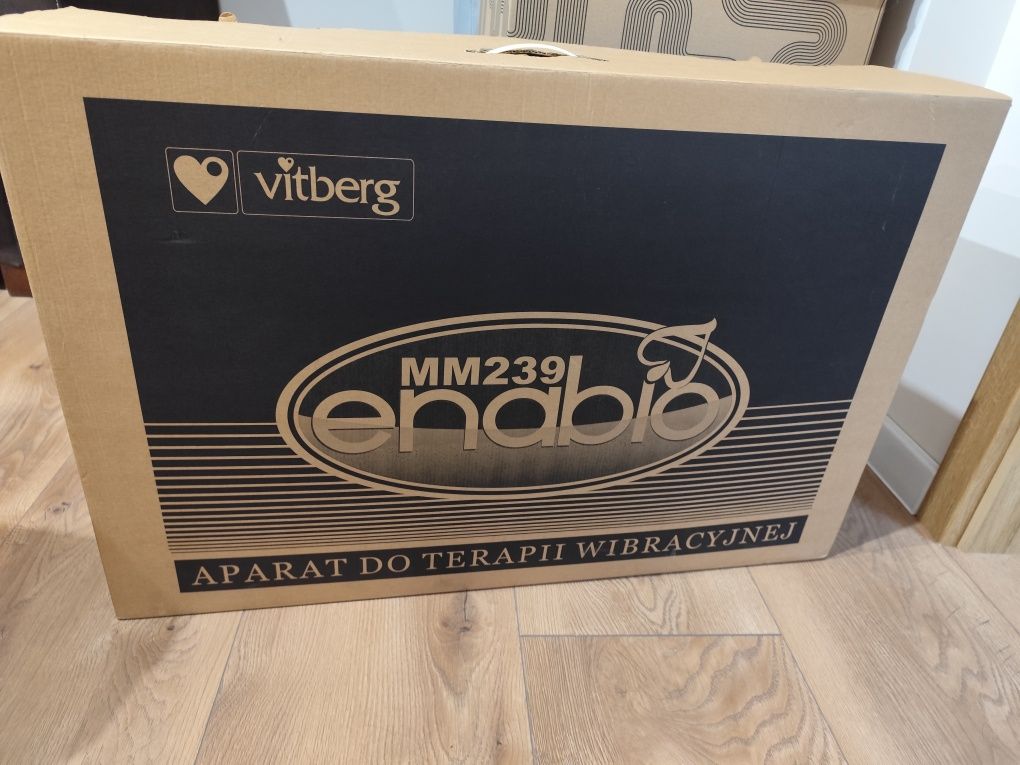 vitberg
MM239
enabio
APARAT DO TERAPII WIBRACYJNEJ